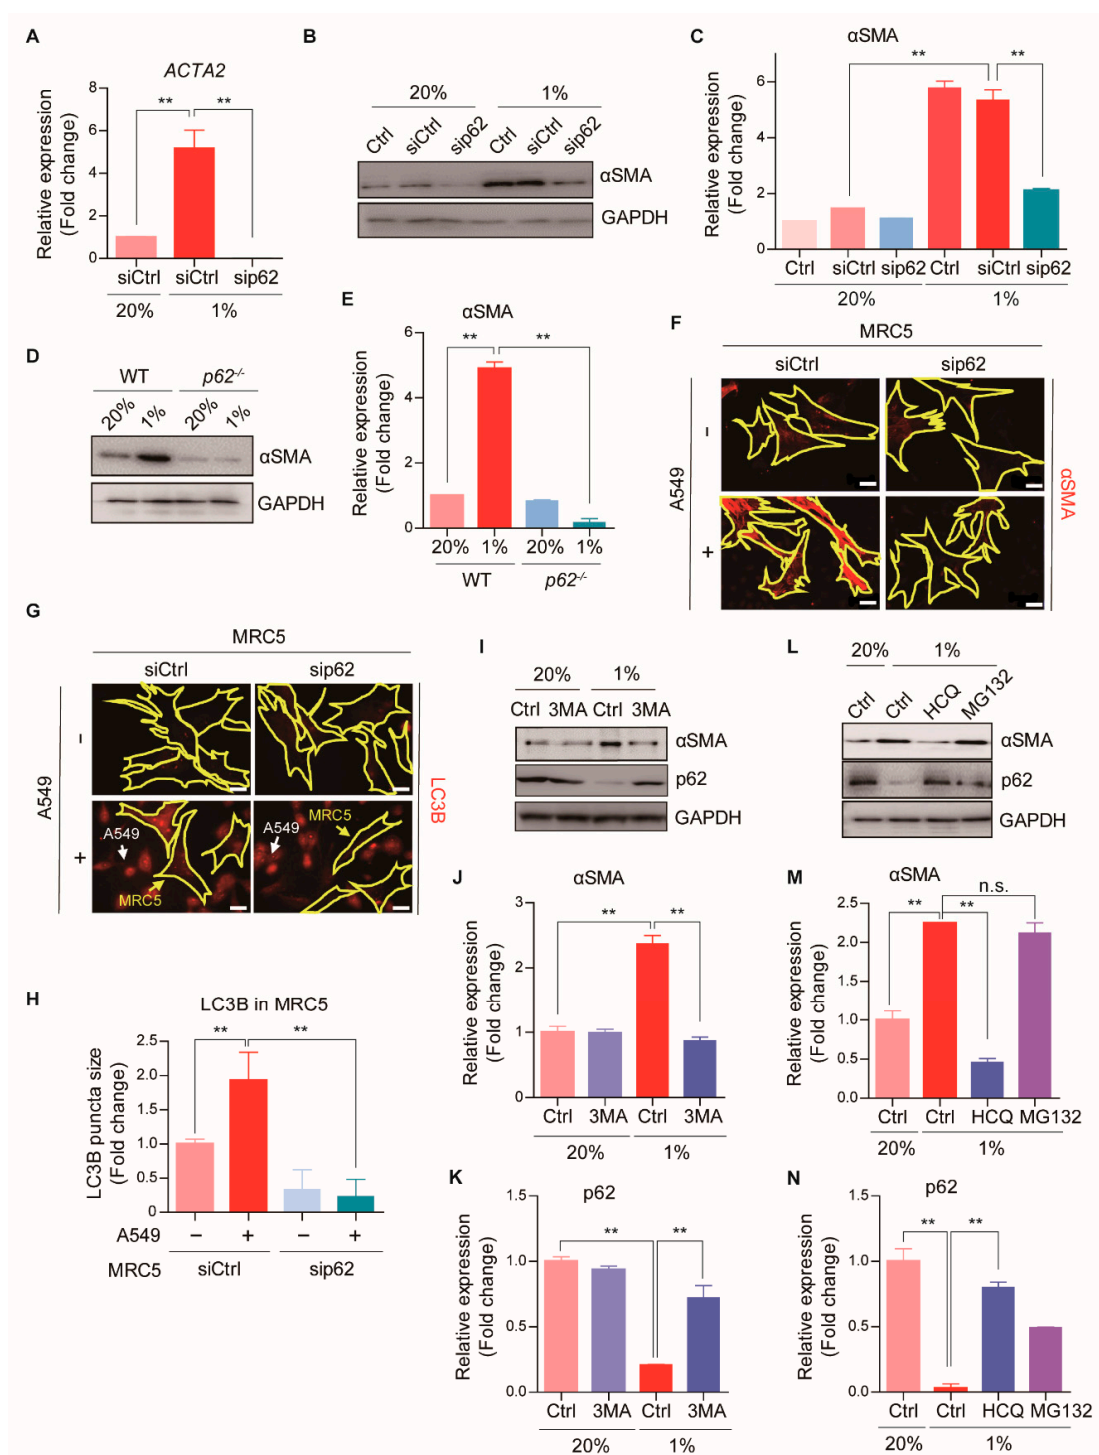 A
ACTA2
Relative expression
(Fold change)
8
6
4
2
0
** **
siCtrl siCtrl sip62
20% 1%
B
20% 1%
Ctrl siCtrl sip62 Ctrl siCtrl sip62
αSMA
GAPDH
C
αSMA
Relative expression
(Fold change)
6
4
2
0
** **
Ctrl siCtrl sip62 Ctrl siCtrl sip62
20% 1%
D
WT p62-/-
20% 1% 20% 1%
αSMA
GAPDH
E
αSMA
Relative expression
(Fold change)
6
4
2
0
** **
20% 1% 20% 1%
WT p62-/-
F
MRC5
siCtrl sip62
A549
–
+
αSMA
G
MRC5
siCtrl sip62
A549
–
+
A549
MRC5
A549
MRC5
LC3B
H
LC3B in MRC5
LC3B puncta size
(Fold change)
2.5
2.0
1.5
1.0
0.5
0
** **
A549 – + – +
MRC5 siCtrl sip62
I
20% 1%
Ctrl 3MA Ctrl 3MA
αSMA
p62
GAPDH
J
αSMA
Relative expression
(Fold change)
3
2
1
0
** **
Ctrl 3MA Ctrl 3MA
20% 1%
K
p62
Relative expression
(Fold change)
1.5
1.0
0.5
0.0
** **
Ctrl 3MA Ctrl 3MA
20% 1%
L
20% 1%
Ctrl Ctrl HCQ MG132
αSMA
p62
GAPDH
M
αSMA
Relative expression
(Fold change)
2.5
2.0
1.5
1.0
0.5
0.0
n.s.
** **
Ctrl Ctrl HCQ MG132
20% 1%
N
p62
Relative expression
(Fold change)
1.5
1.0
0.5
0.0
** **
Ctrl Ctrl HCQ MG132
20% 1%